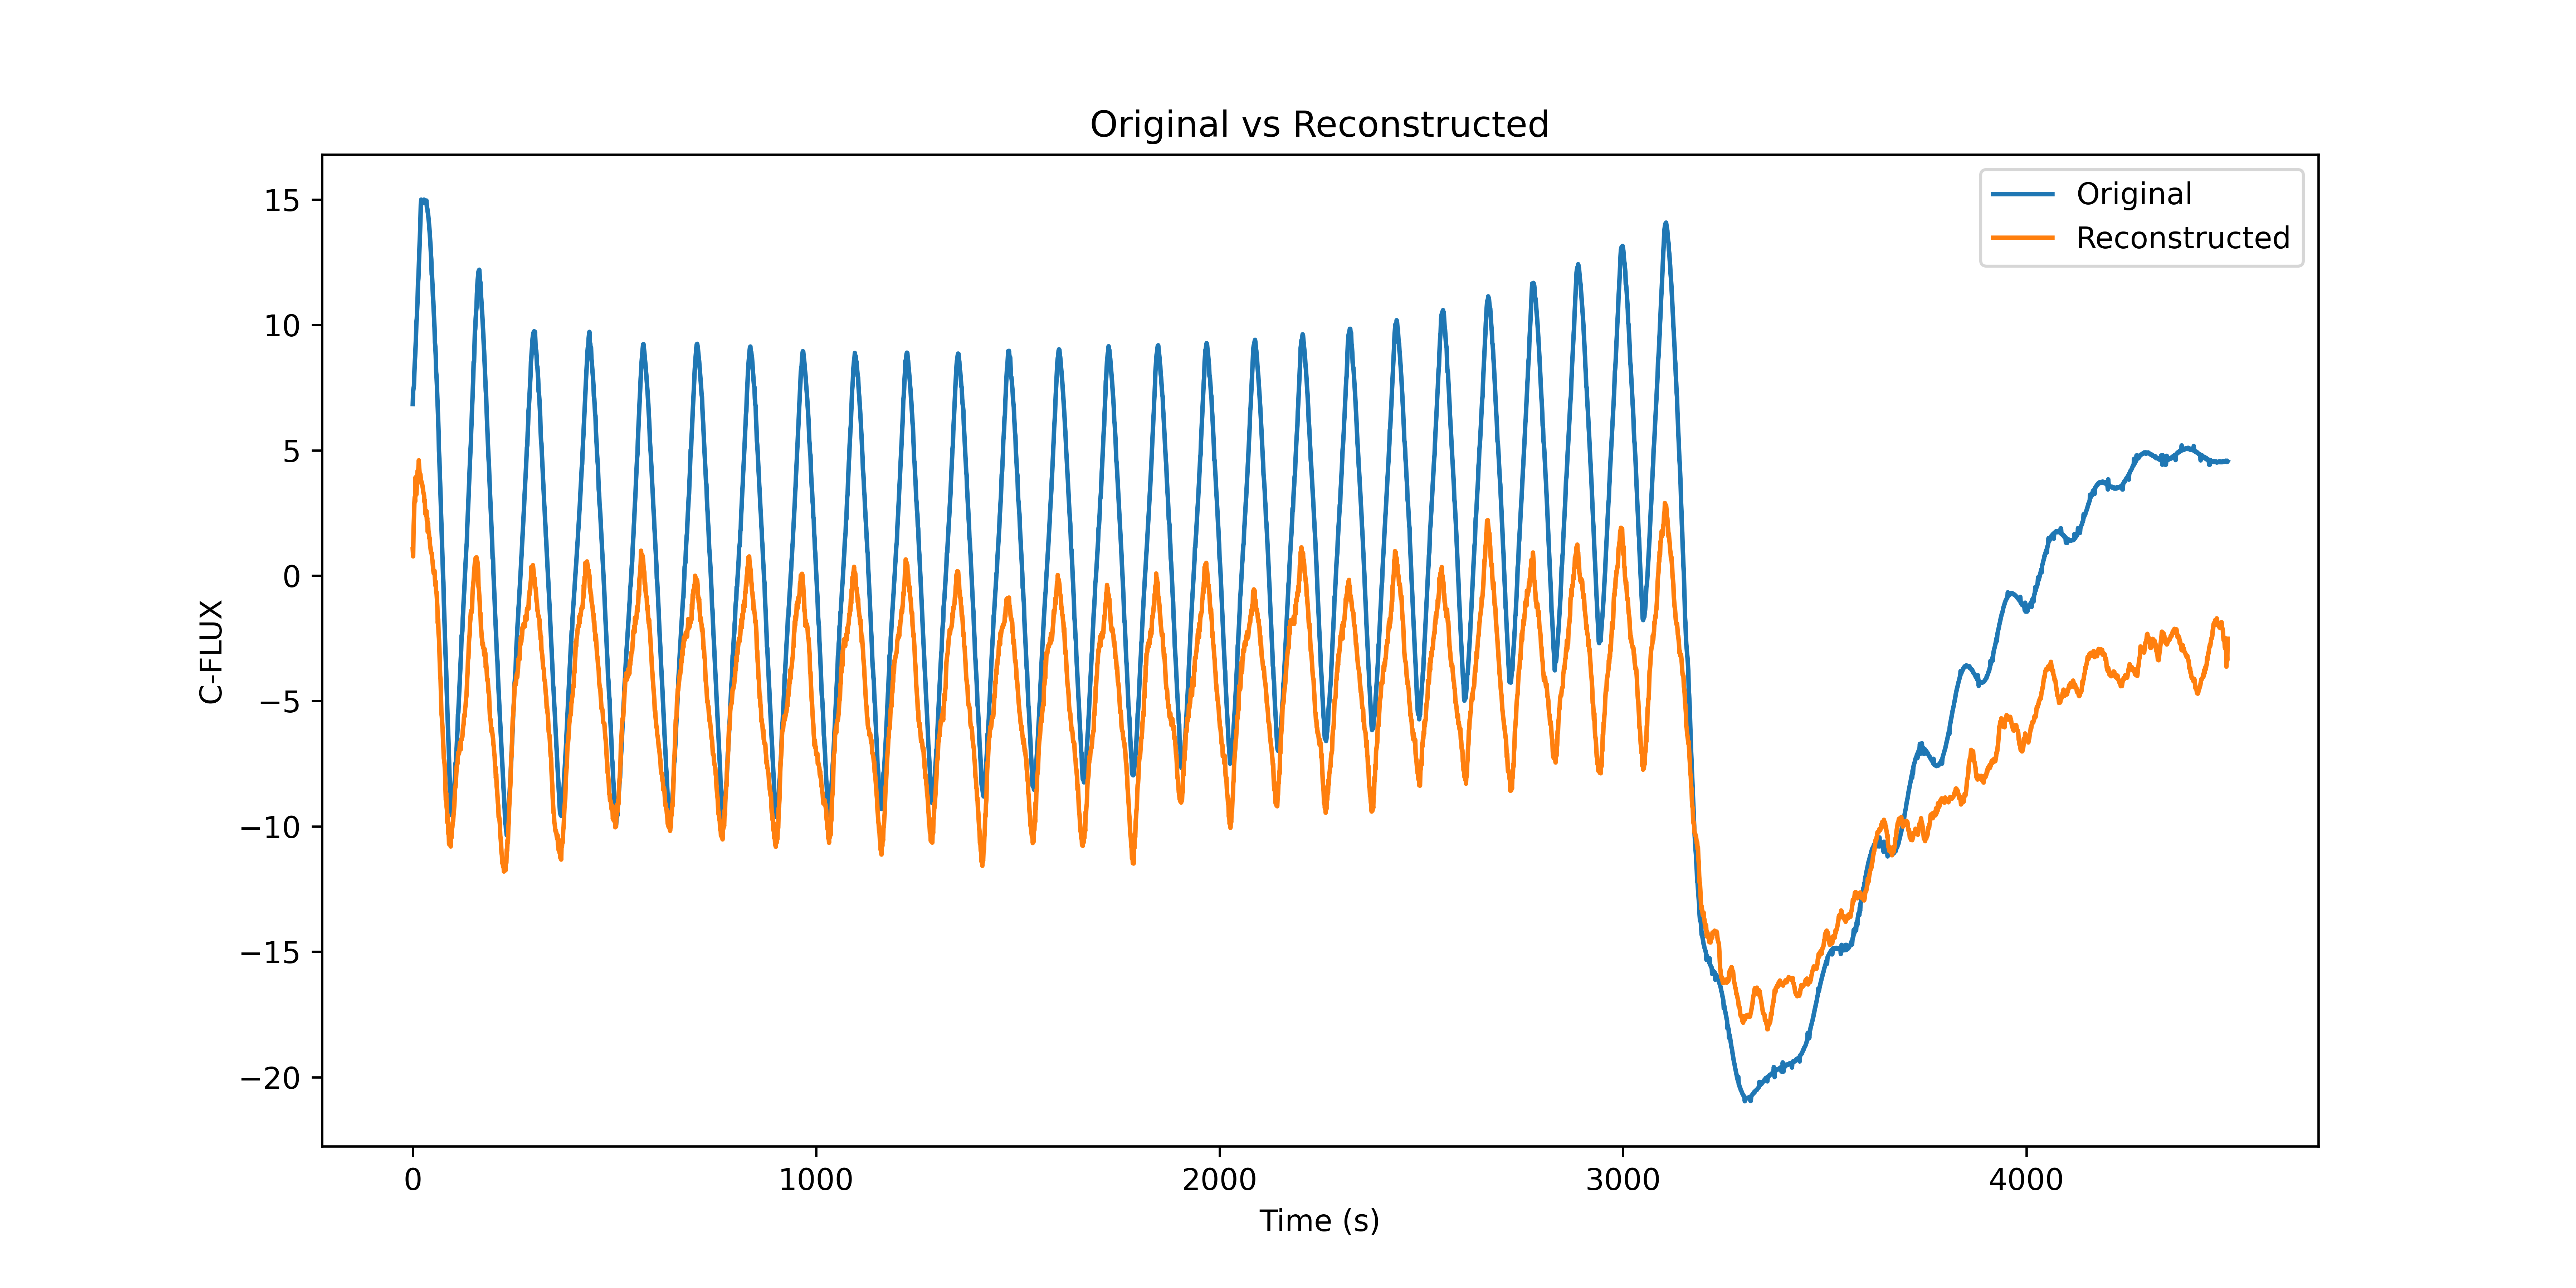 Original vs Reconstructed
Original
Reconstructed
C-FLUX
15
10
5
0
−5
−10
−15
−20
0 1000 2000 3000 4000
Time (s)